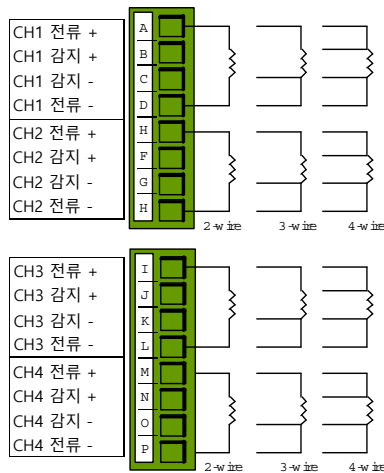 CH1 전류 + A
CH1 감지 + B
CH1 감지 - C
CH1 전류 - D
CH2 전류 + H
CH2 감지 + F
CH2 감지 - G
CH2 전류 - H
2-wire 3-wire 4-wire
CH3 전류 + I
CH3 감지 + J
CH3 감지 - K
CH3 전류 - L
CH4 전류 + M
CH4 감지 + N
CH4 감지 - O
CH4 전류 - P
2-wire 3-wire 4-wire